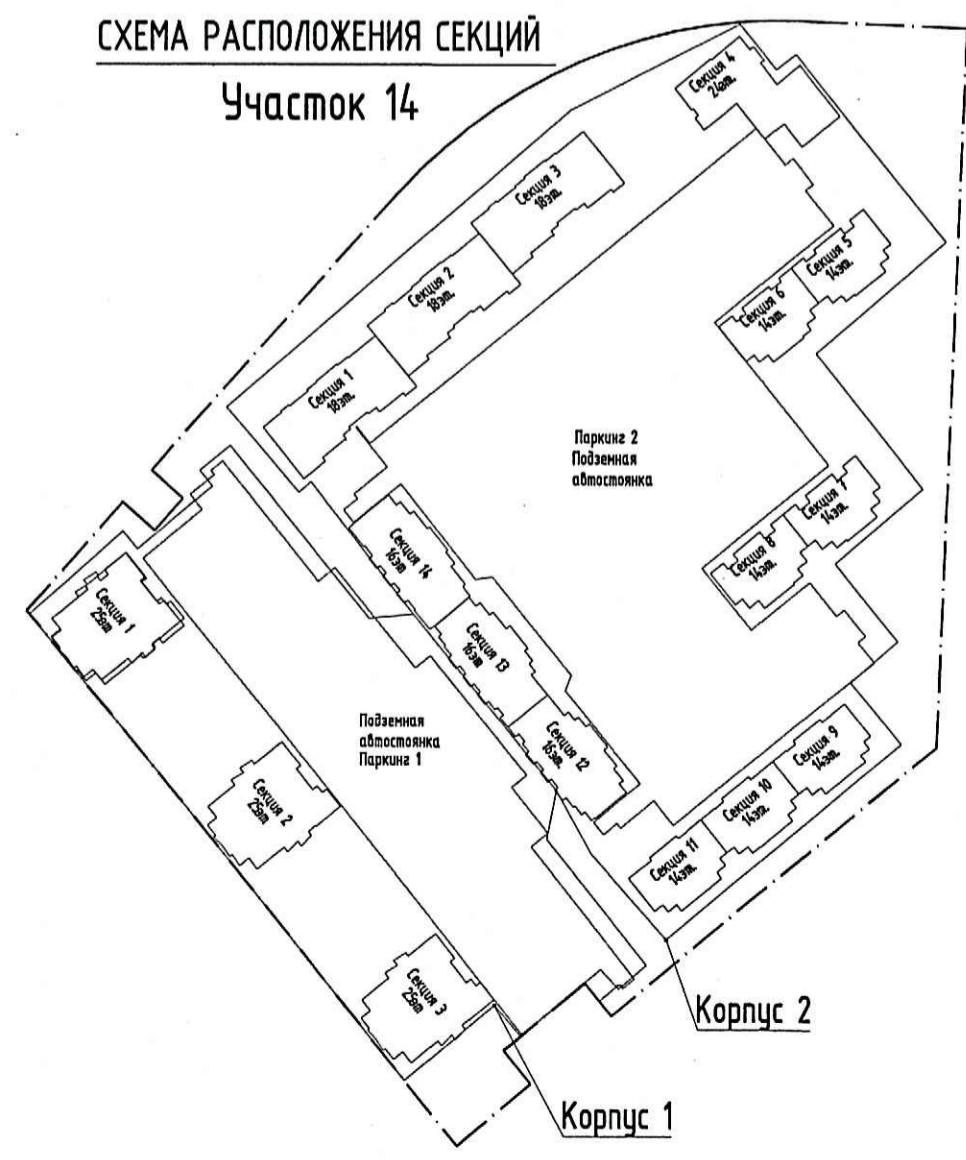 СХЕМА РАСПОЛОЖЕНИЯ СЕКЦИЙ
Участок 14
Секция 4
24эт.
Секция 3
18эт.
Секция 2
18эт.
Секция 1
18эт.
Секция 5
14эт.
Секция 6
14эт.
Паркинг 2
Подземная
автостоянка
Секция 7
14эт.
Секция 8
14эт.
Секция 14
16эт
Секция 13
16эт
Секция 12
16эт.
Секция 1
25эт
Подземная
автостоянка
Паркинг 1
Секция 2
25эт
Секция 9
14эт.
Секция 10
14эт.
Секция 11
14эт.
Секция 3
25эт
Корпус 2
Корпус 1